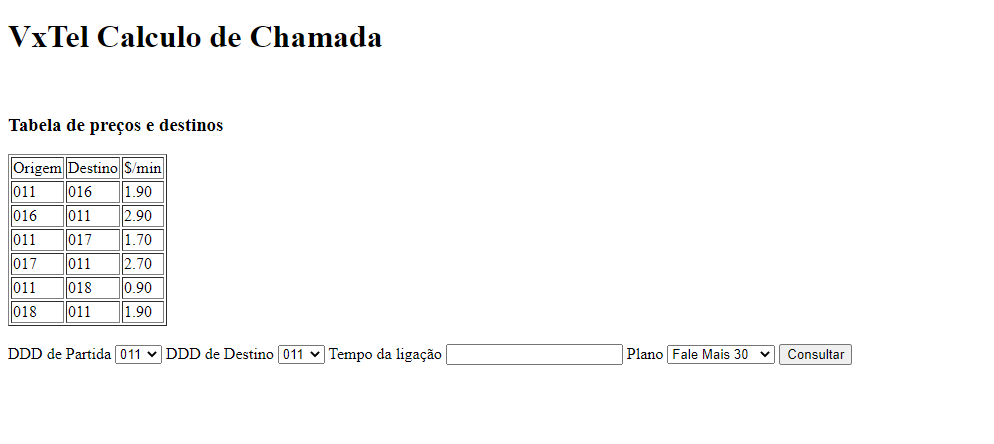 VxTel Calculo de Chamada
Tabela de preços e destinos
Origem Destino $/min
011 016 1.90
016 011 2.90
011 017 1.70
017 011 2.70
011 018 0.90
018 011 1.90
DDD de Partida 011 DDD de Destino 011 Tempo da ligação Plano Fale Mais 30 Consultar